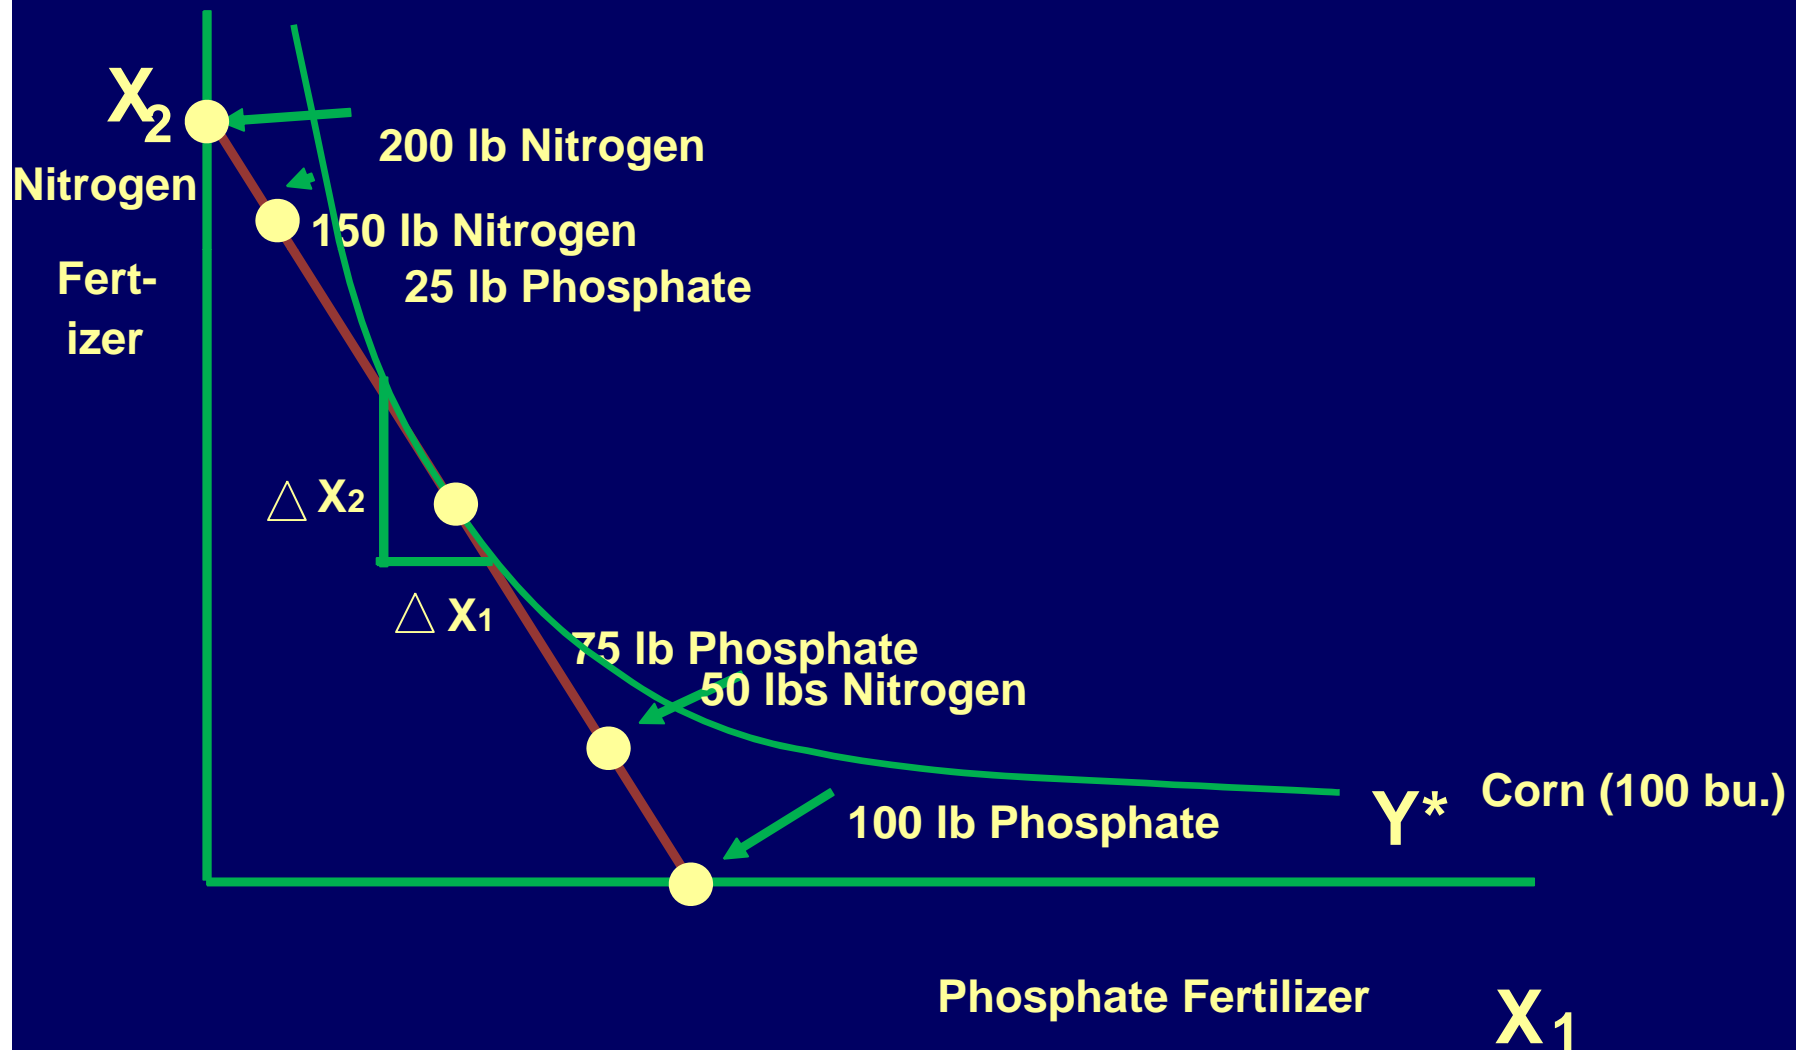 X2
200 lb Nitrogen
Nitrogen
150 lb Nitrogen
Fert-
25 lb Phosphate
izer
△ X2
△ X1
75 lb Phosphate
50 lbs Nitrogen
Corn (100 bu.)
Y*
100 lb Phosphate
Phosphate Fertilizer
X1